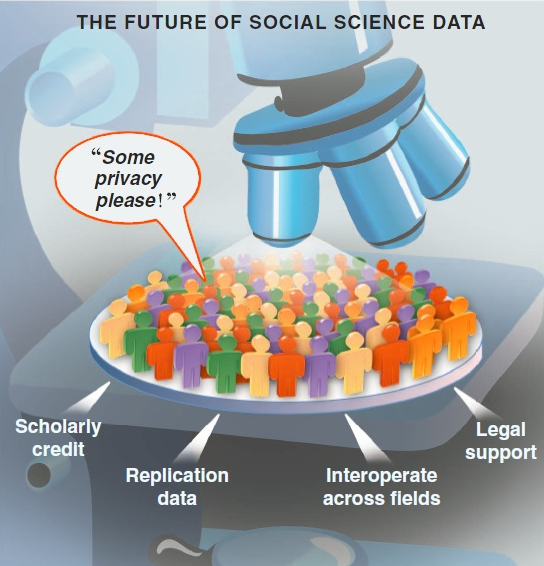 THE FUTURE OF SOCIAL SCIENCE DATA
“Some
privacy
please!”
Scholarly
credit
Replication
data
Interoperate
across fields
Legal
support